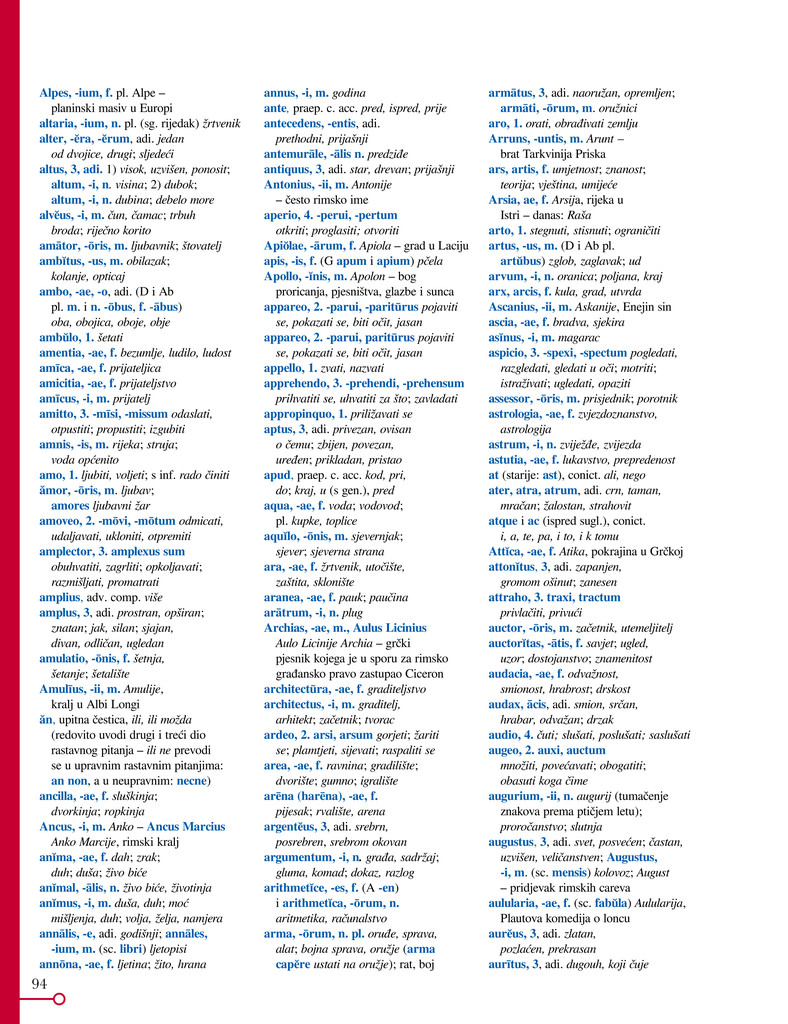 Alpes, -ium, f. pl. Alpe –
planinski masiv u Europi
altaria, -ium, n. pl. (sg. rijedak) žrtvenik
alter, -ĕra, -ĕrum, adi. jedan
od dvojice, drugi; sljedeći
altus, 3, adi. 1) visok, uzvišen, ponosit;
altum, -i, n. visina; 2) dubok;
altum, -i, n. dubina; debelo more
alvĕus, -i, m. čun, čamac; trbuh
broda; riječno korito
amātor, -ōris, m. ljubavnik; štovatelj
ambĭtus, -us, m. obilazak;
kolanje, opticaj
ambo, -ae, -o, adi. (D i Ab
pl. m. i n. -ōbus, f. -ābus)
oba, obojica, oboje, obje
ambŭlo, 1. šetati
amentia, -ae, f. bezumlje, ludilo, ludost
amīca, -ae, f. prijateljica
amicitia, -ae, f. prijateljstvo
amīcus, -i, m. prijatelj
amitto, 3. -mīsi, -missum odaslati,
otpustiti; propustiti; izgubiti
amnis, -is, m. rijeka; struja;
voda općenito
amo, 1. ljubiti, voljeti; s inf. rado činiti
ămor, -ōris, m. ljubav;
amores ljubavni žar
amoveo, 2. -mōvi, -mōtum odmicati,
udaljavati, ukloniti, otpremiti
amplector, 3. amplexus sum
obuhvatiti, zagrliti; opkoljavati;
razmišljati, promatrati
amplius, adv. comp. više
amplus, 3, adi. prostran, opširan;
znatan; jak, silan; sjajan,
divan, odličan, ugledan
amulatio, -ōnis, f. šetnja,
šetanje; šetalište
Amulīus, -ii, m. Amulije,
kralj u Albi Longi
ăn, upitna čestica, ili, ili možda
(redovito uvodi drugi i treći dio
rastavnog pitanja – ili ne prevodi
se u upravnim rastavnim pitanjima:
an non, a u neupravnim: necne)
ancilla, -ae, f. sluškinja;
dvorkinja; ropkinja
Ancus, -i, m. Anko – Ancus Marcius
Anko Marcije, rimski kralj
anĭma, -ae, f. dah; zrak;
duh; duša; živo biće
anĭmal, -ālis, n. živo biće, životinja
anĭmus, -i, m. duša, duh; moć
mišljenja, duh; volja, želja, namjera
annālis, -e, adi. godišnji; annāles,
-ium, m. (sc. libri) ljetopisi
annōna, -ae, f. ljetina; žito, hrana
annus, -i, m. godina
ante, praep. c. acc. pred, ispred, prije
antecedens, -entis, adi.
prethodni, prijašnji
antemurāle, -ālis n. predziđe
antiquus, 3, adi. star, drevan; prijašnji
Antonius, -ii, m. Antonije
– često rimsko ime
aperio, 4. -perui, -pertum
otkriti; proglasiti; otvoriti
Apiŏlae, -ārum, f. Apiola – grad u Laciju
apis, -is, f. (G apum i apium) pčela
Apollo, -ĭnis, m. Apolon – bog
proricanja, pjesništva, glazbe i sunca
appareo, 2. -parui, -paritūrus pojaviti
se, pokazati se, biti očit, jasan
appareo, 2. -parui, paritūrus pojaviti
se, pokazati se, biti očit, jasan
appello, 1. zvati, nazvati
apprehendo, 3. -prehendi, -prehensum
prihvatiti se, uhvatiti za što; zavladati
appropinquo, 1. priližavati se
aptus, 3, adi. privezan, ovisan
o čemu; zbijen, povezan,
uređen; prikladan, pristao
apud, praep. c. acc. kod, pri,
do; kraj, u (s gen.), pred
aqua, -ae, f. voda; vodovod;
pl. kupke, toplice
aquĭlo, -ōnis, m. sjevernjak;
sjever; sjeverna strana
ara, -ae, f. žrtvenik, utočište,
zaštita, sklonište
aranea, -ae, f. pauk; paučina
arātrum, -i, n. plug
Archias, -ae, m., Aulus Licinius
Aulo Licinije Archia – grčki
pjesnik kojega je u sporu za rimsko
građansko pravo zastupao Ciceron
architectūra, -ae, f. graditeljstvo
architectus, -i, m. graditelj,
arhitekt; začetnik; tvorac
ardeo, 2. arsi, arsum gorjeti; žariti
se; plamtjeti, sijevati; raspaliti se
area, -ae, f. ravnina; gradilište;
dvorište; gumno; igralište
arēna (harēna), -ae, f.
pijesak; rvalište, arena
argentĕus, 3, adi. srebrn,
posrebren, srebrom okovan
argumentum, -i, n. građa, sadržaj;
gluma, komad; dokaz, razlog
arithmetĭce, -es, f. (A -en)
i arithmetĭca, -ōrum, n.
aritmetika, računalstvo
arma, -ōrum, n. pl. oruđe, sprava,
alat; bojna sprava, oružje (arma
capĕre ustati na oružje); rat, boj
armātus, 3, adi. naoružan, opremljen;
armāti, -ōrum, m. oružnici
aro, 1. orati, obrađivati zemlju
Arruns, -untis, m. Arunt –
brat Tarkvinija Priska
ars, artis, f. umjetnost; znanost;
teorija; vještina, umijeće
Arsia, ae, f. Arsija, rijeka u
Istri – danas: Raša
arto, 1. stegnuti, stisnuti; ograničiti
artus, -us, m. (D i Ab pl.
artŭbus) zglob, zaglavak; ud
arvum, -i, n. oranica; poljana, kraj
arx, arcis, f. kula, grad, utvrda
Ascanius, -ii, m. Askanije, Enejin sin
ascia, -ae, f. bradva, sjekira
asĭnus, -i, m. magarac
aspicio, 3. -spexi, -spectum pogledati,
razgledati, gledati u oči; motriti;
istraživati; ugledati, opaziti
assessor, -ōris, m. prisjednik; porotnik
astrologia, -ae, f. zvjezdoznanstvo,
astrologija
astrum, -i, n. zviježđe, zvijezda
astutia, -ae, f. lukavstvo, prepredenost
at (starije: ast), conict. ali, nego
ater, atra, atrum, adi. crn, taman,
mračan; žalostan, strahovit
atque i ac (ispred sugl.), conict.
i, a, te, pa, i to, i k tomu
Attĭca, -ae, f. Atika, pokrajina u Grčkoj
attonĭtus, 3, adi. zapanjen,
gromom ošinut; zanesen
attraho, 3. traxi, tractum
privlačiti, privući
auctor, -ōris, m. začetnik, utemeljitelj
auctorĭtas, -ātis, f. savjet; ugled,
uzor; dostojanstvo; znamenitost
audacia, -ae, f. odvažnost,
smionost, hrabrost; drskost
audax, ācis, adi. smion, srčan,
hrabar, odvažan; drzak
audio, 4. čuti; slušati, poslušati; saslušati
augeo, 2. auxi, auctum
množiti, povećavati; obogatiti;
obasuti koga čime
augurium, -ii, n. augurij (tumačenje
znakova prema ptičjem letu);
proročanstvo; slutnja
augustus, 3, adi. svet, posvećen; častan,
uzvišen, veličanstven; Augustus,
-i, m. (sc. mensis) kolovoz; August
– pridjevak rimskih careva
aulularia, -ae, f. (sc. fabŭla) Aulularija,
Plautova komedija o loncu
aurĕus, 3, adi. zlatan,
pozlaćen, prekrasan
aurītus, 3, adi. dugouh, koji čuje
94